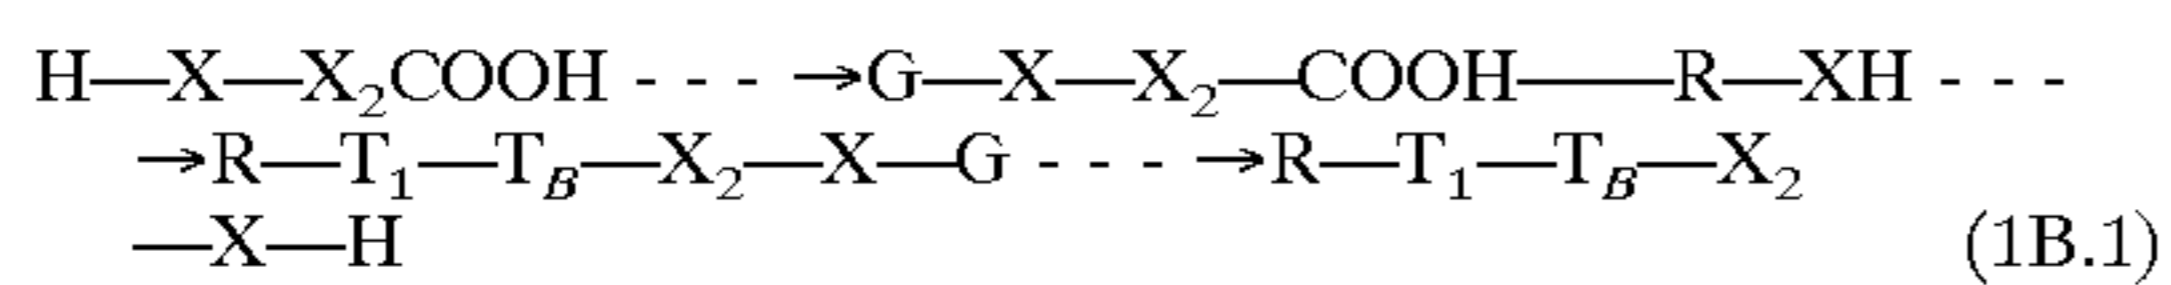 H—X—X₂COOH - - - →G—X—X₂—COOH——R—XH - - -
→R—T₁—T_B—X₂—X—G - - - →R—T₁—T_B—X₂
—X—H (1B.1)